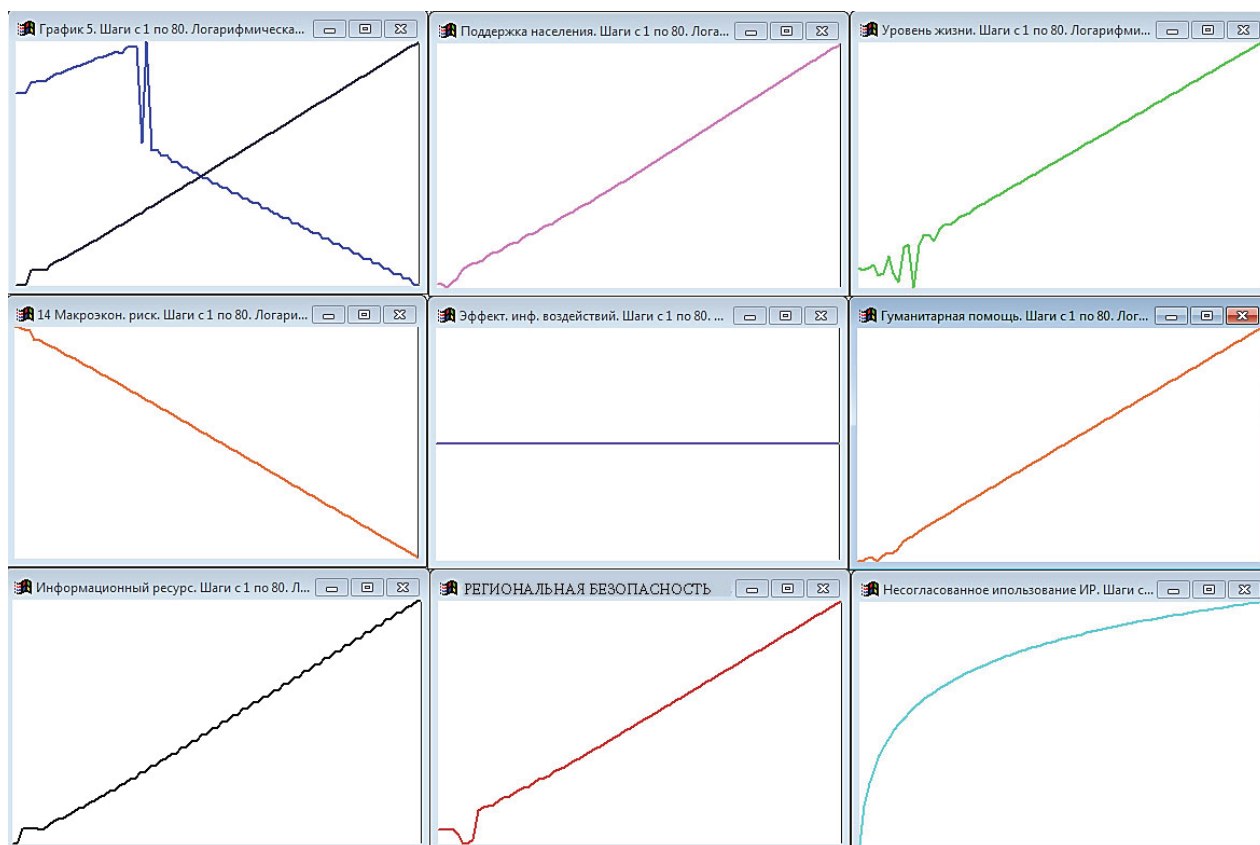 График 5. Шаги с 1 по 80. Логарифмическа...
Поддержка населения. Шаги с 1 по 80. Лога...
Уровень жизни. Шаги с 1 по 80. Логарифми...
14 Макроэкон. риск. Шаги с 1 по 80. Логари...
Эффект. инф. воздействий. Шаги с 1 по 80. ...
Гуманитарная помощь. Шаги с 1 по 80. Лог...
Информационный ресурс. Шаги с 1 по 80. Л...
РЕГИОНАЛЬНАЯ БЕЗОПАСНОСТЬ
Несогласованное ипользование ИР. Шаги с...